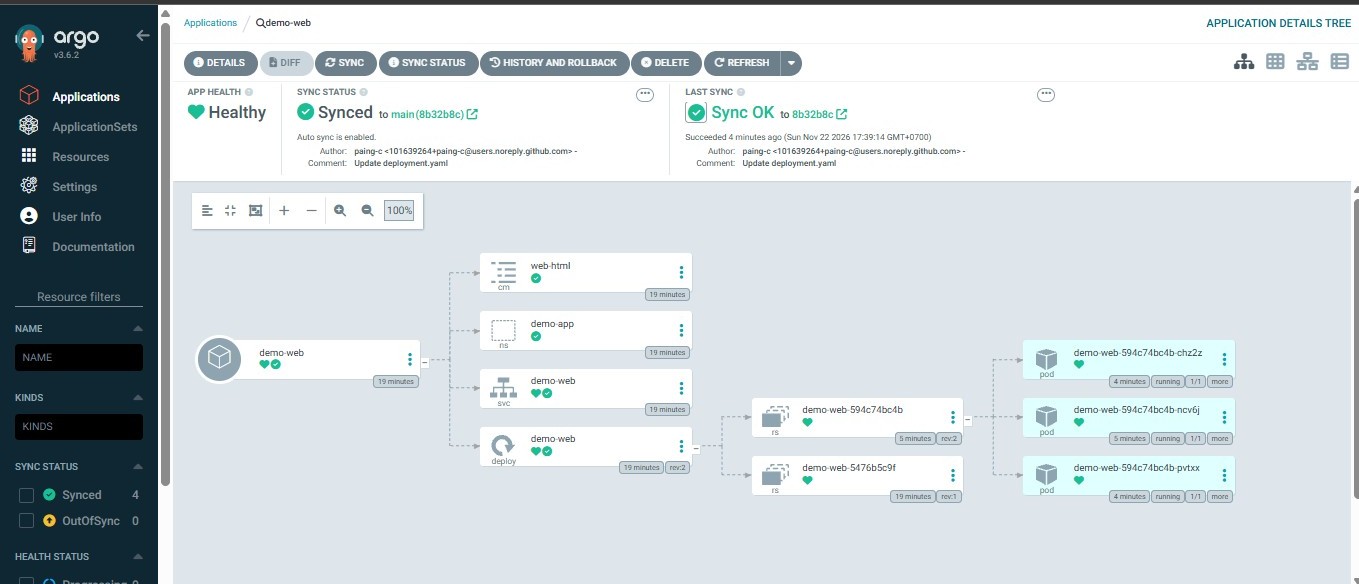 argo
v3.6.2
Applications
ApplicationSets
Resources
Settings
User Info
Documentation
Resource filters
NAME
NAME
KINDS
KINDS
SYNC STATUS
Synced 4
OutOfSync 0
HEALTH STATUS
Progressing 0
Applications / demo-web
APPLICATION DETAILS TREE
DETAILS DIFF SYNC SYNC STATUS HISTORY AND ROLLBACK DELETE REFRESH
APP HEALTH
Healthy
SYNC STATUS
Synced to main(8b32b8c)
Auto sync is enabled.
Author: paing-c <101639264+paing-c@users.noreply.github.com> -
Comment: Update deployment.yaml
LAST SYNC
Sync OK to 8b32b8c
Succeeded 4 minutes ago (Sun Nov 22 2026 17:39:14 GMT+0700)
Author: paing-c <101639264+paing-c@users.noreply.github.com> -
Comment: Update deployment.yaml
100%
demo-web
19 minutes
web-html
cm
19 minutes
demo-app
ns
19 minutes
demo-web
svc
19 minutes
demo-web
deploy
19 minutes rev:2
demo-web-594c74bc4b
rs
5 minutes rev:2
demo-web-5476b5c9f
rs
19 minutes rev:1
demo-web-594c74bc4b-chz2z
pod
4 minutes running 1/1 more
demo-web-594c74bc4b-ncv6j
pod
5 minutes running 1/1 more
demo-web-594c74bc4b-pvtxx
pod
4 minutes running 1/1 more